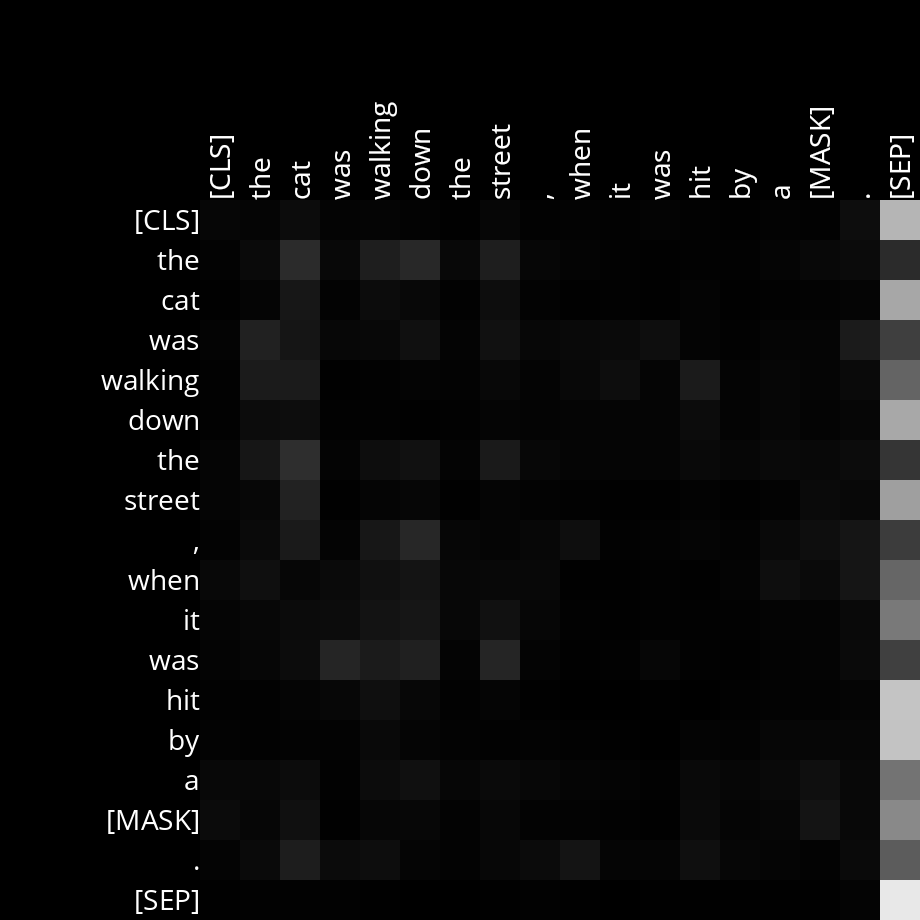 [CLS] the cat was walking down the street , when it was hit by a [MASK] . [SEP]
[CLS]
the
cat
was
walking
down
the
street
,
when
it
was
hit
by
a
[MASK]
.
[SEP]